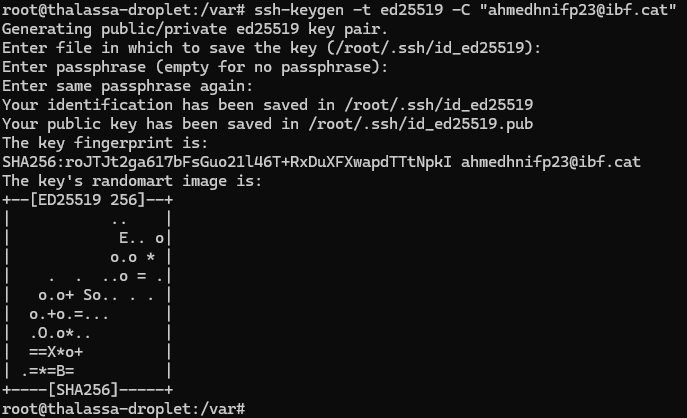 root@thalassa-droplet:/var# ssh-keygen -t ed25519 -C "ahmedhnifp23@ibf.cat"
Generating public/private ed25519 key pair.
Enter file in which to save the key (/root/.ssh/id_ed25519):
Enter passphrase (empty for no passphrase):
Enter same passphrase again:
Your identification has been saved in /root/.ssh/id_ed25519
Your public key has been saved in /root/.ssh/id_ed25519.pub
The key fingerprint is:
SHA256:roJTJt2ga617bFsGuo21l46T+RxDuXFXwapdTTtNpkI ahmedhnifp23@ibf.cat
The key's randomart image is:
+--[ED25519 256]--+
|           ..    |
|            E.. o|
|           o.o * |
|    .  .  ..o = .|
|   o.o+ So.. . . |
|  o.+o.=...      |
|  .O.o*..        |
|  ==X*o+         |
| .=*=B=          |
+----[SHA256]-----+
root@thalassa-droplet:/var#